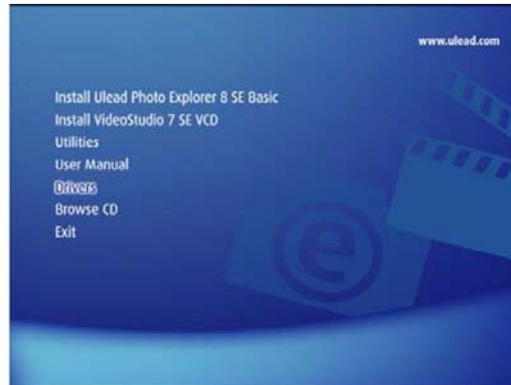 www.ulead.com
Install Ulead Photo Explorer 8 SE Basic
Install VideoStudio 7 SE VCD
Utilities
User Manual
Drivers
Browse CD
Exit
e